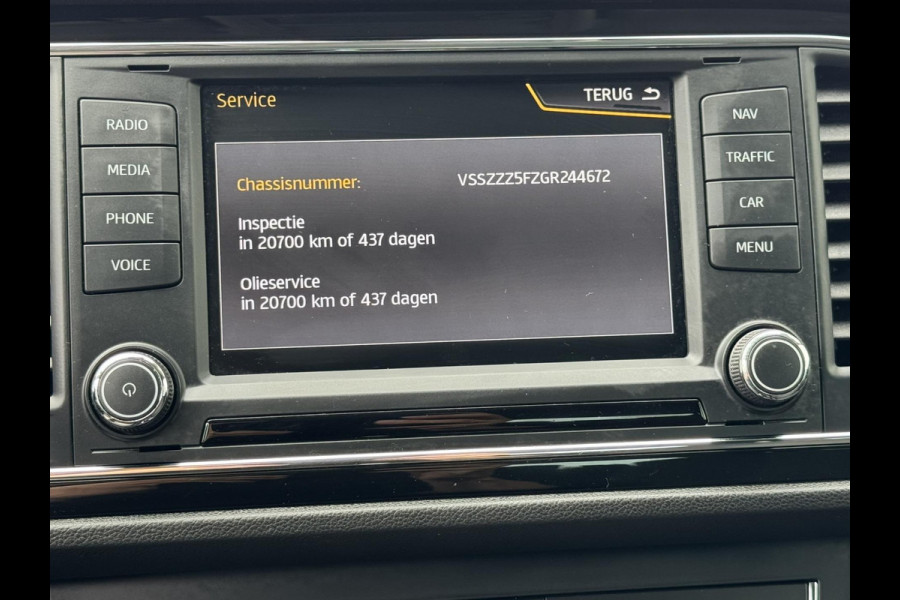 Service
TERUG
RADIO
MEDIA
PHONE
VOICE
Chassisnummer: VSSZZZ5FZGR244672
Inspectie
in 20700 km of 437 dagen
Olieservice
in 20700 km of 437 dagen
NAV
TRAFFIC
CAR
MENU